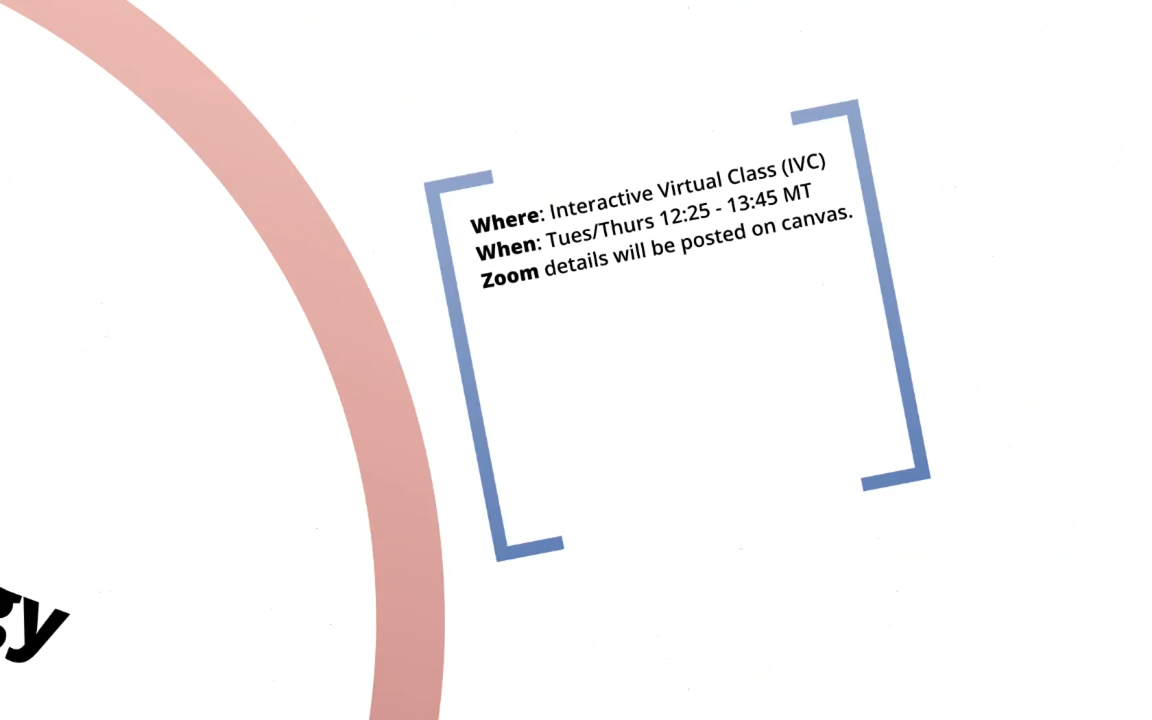 Where: Interactive Virtual Class (IVC)
When: Tues/Thurs 12:25 - 13:45 MT
Zoom details will be posted on canvas.